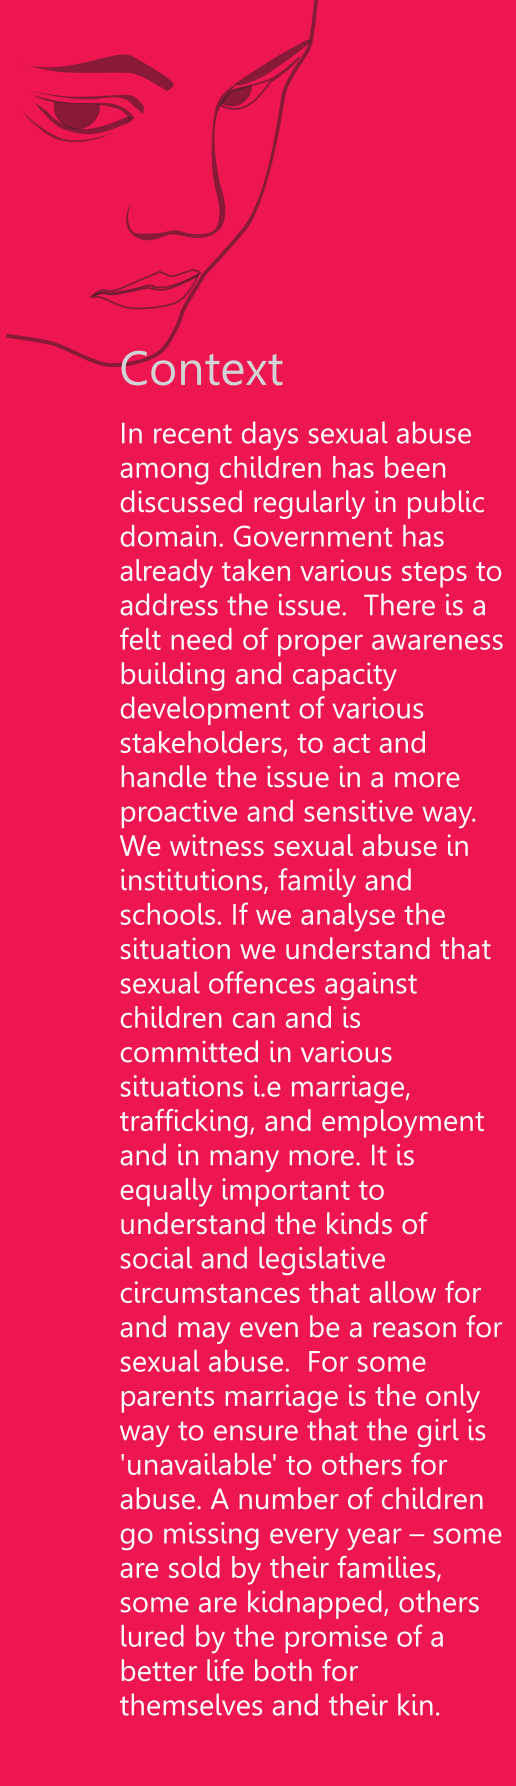 Context
In recent days sexual abuse
among children has been
discussed regularly in public
domain. Government has
already taken various steps to
address the issue.  There is a
felt need of proper awareness
building and capacity
development of various
stakeholders, to act and
handle the issue in a more
proactive and sensitive way.
We witness sexual abuse in
institutions, family and
schools. If we analyse the
situation we understand that
sexual offences against
children can and is
committed in various
situations i.e marriage,
trafficking, and employment
and in many more. It is
equally important to
understand the kinds of
social and legislative
circumstances that allow for
and may even be a reason for
sexual abuse.  For some
parents marriage is the only
way to ensure that the girl is
'unavailable' to others for
abuse. A number of children
go missing every year – some
are sold by their families,
some are kidnapped, others
lured by the promise of a
better life both for
themselves and their kin.